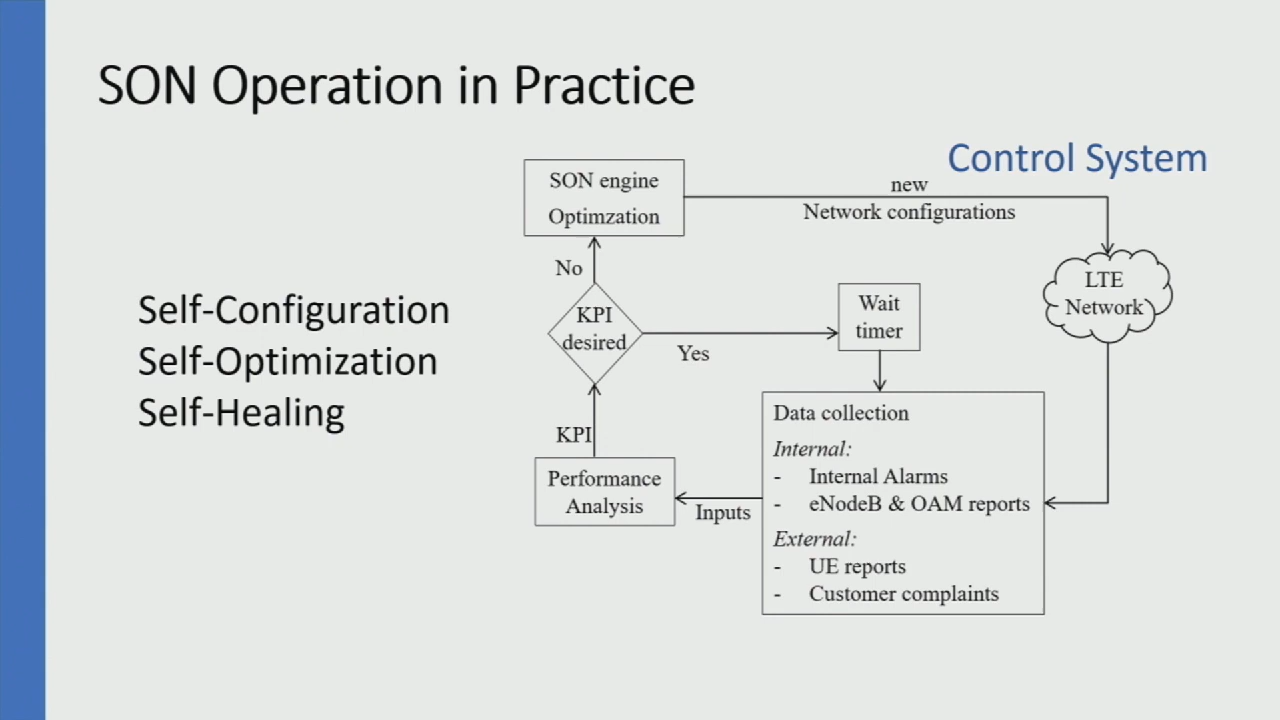 SON Operation in Practice
Control System
SON engine
Optimzation
new
Network configurations
No
LTE
Network
KPI
desired
Yes
Wait
timer
Self-Configuration
Self-Optimization
Self-Healing
KPI
Performance
Analysis
Inputs
Data collection
Internal:
- Internal Alarms
- eNodeB & OAM reports
External:
- UE reports
- Customer complaints